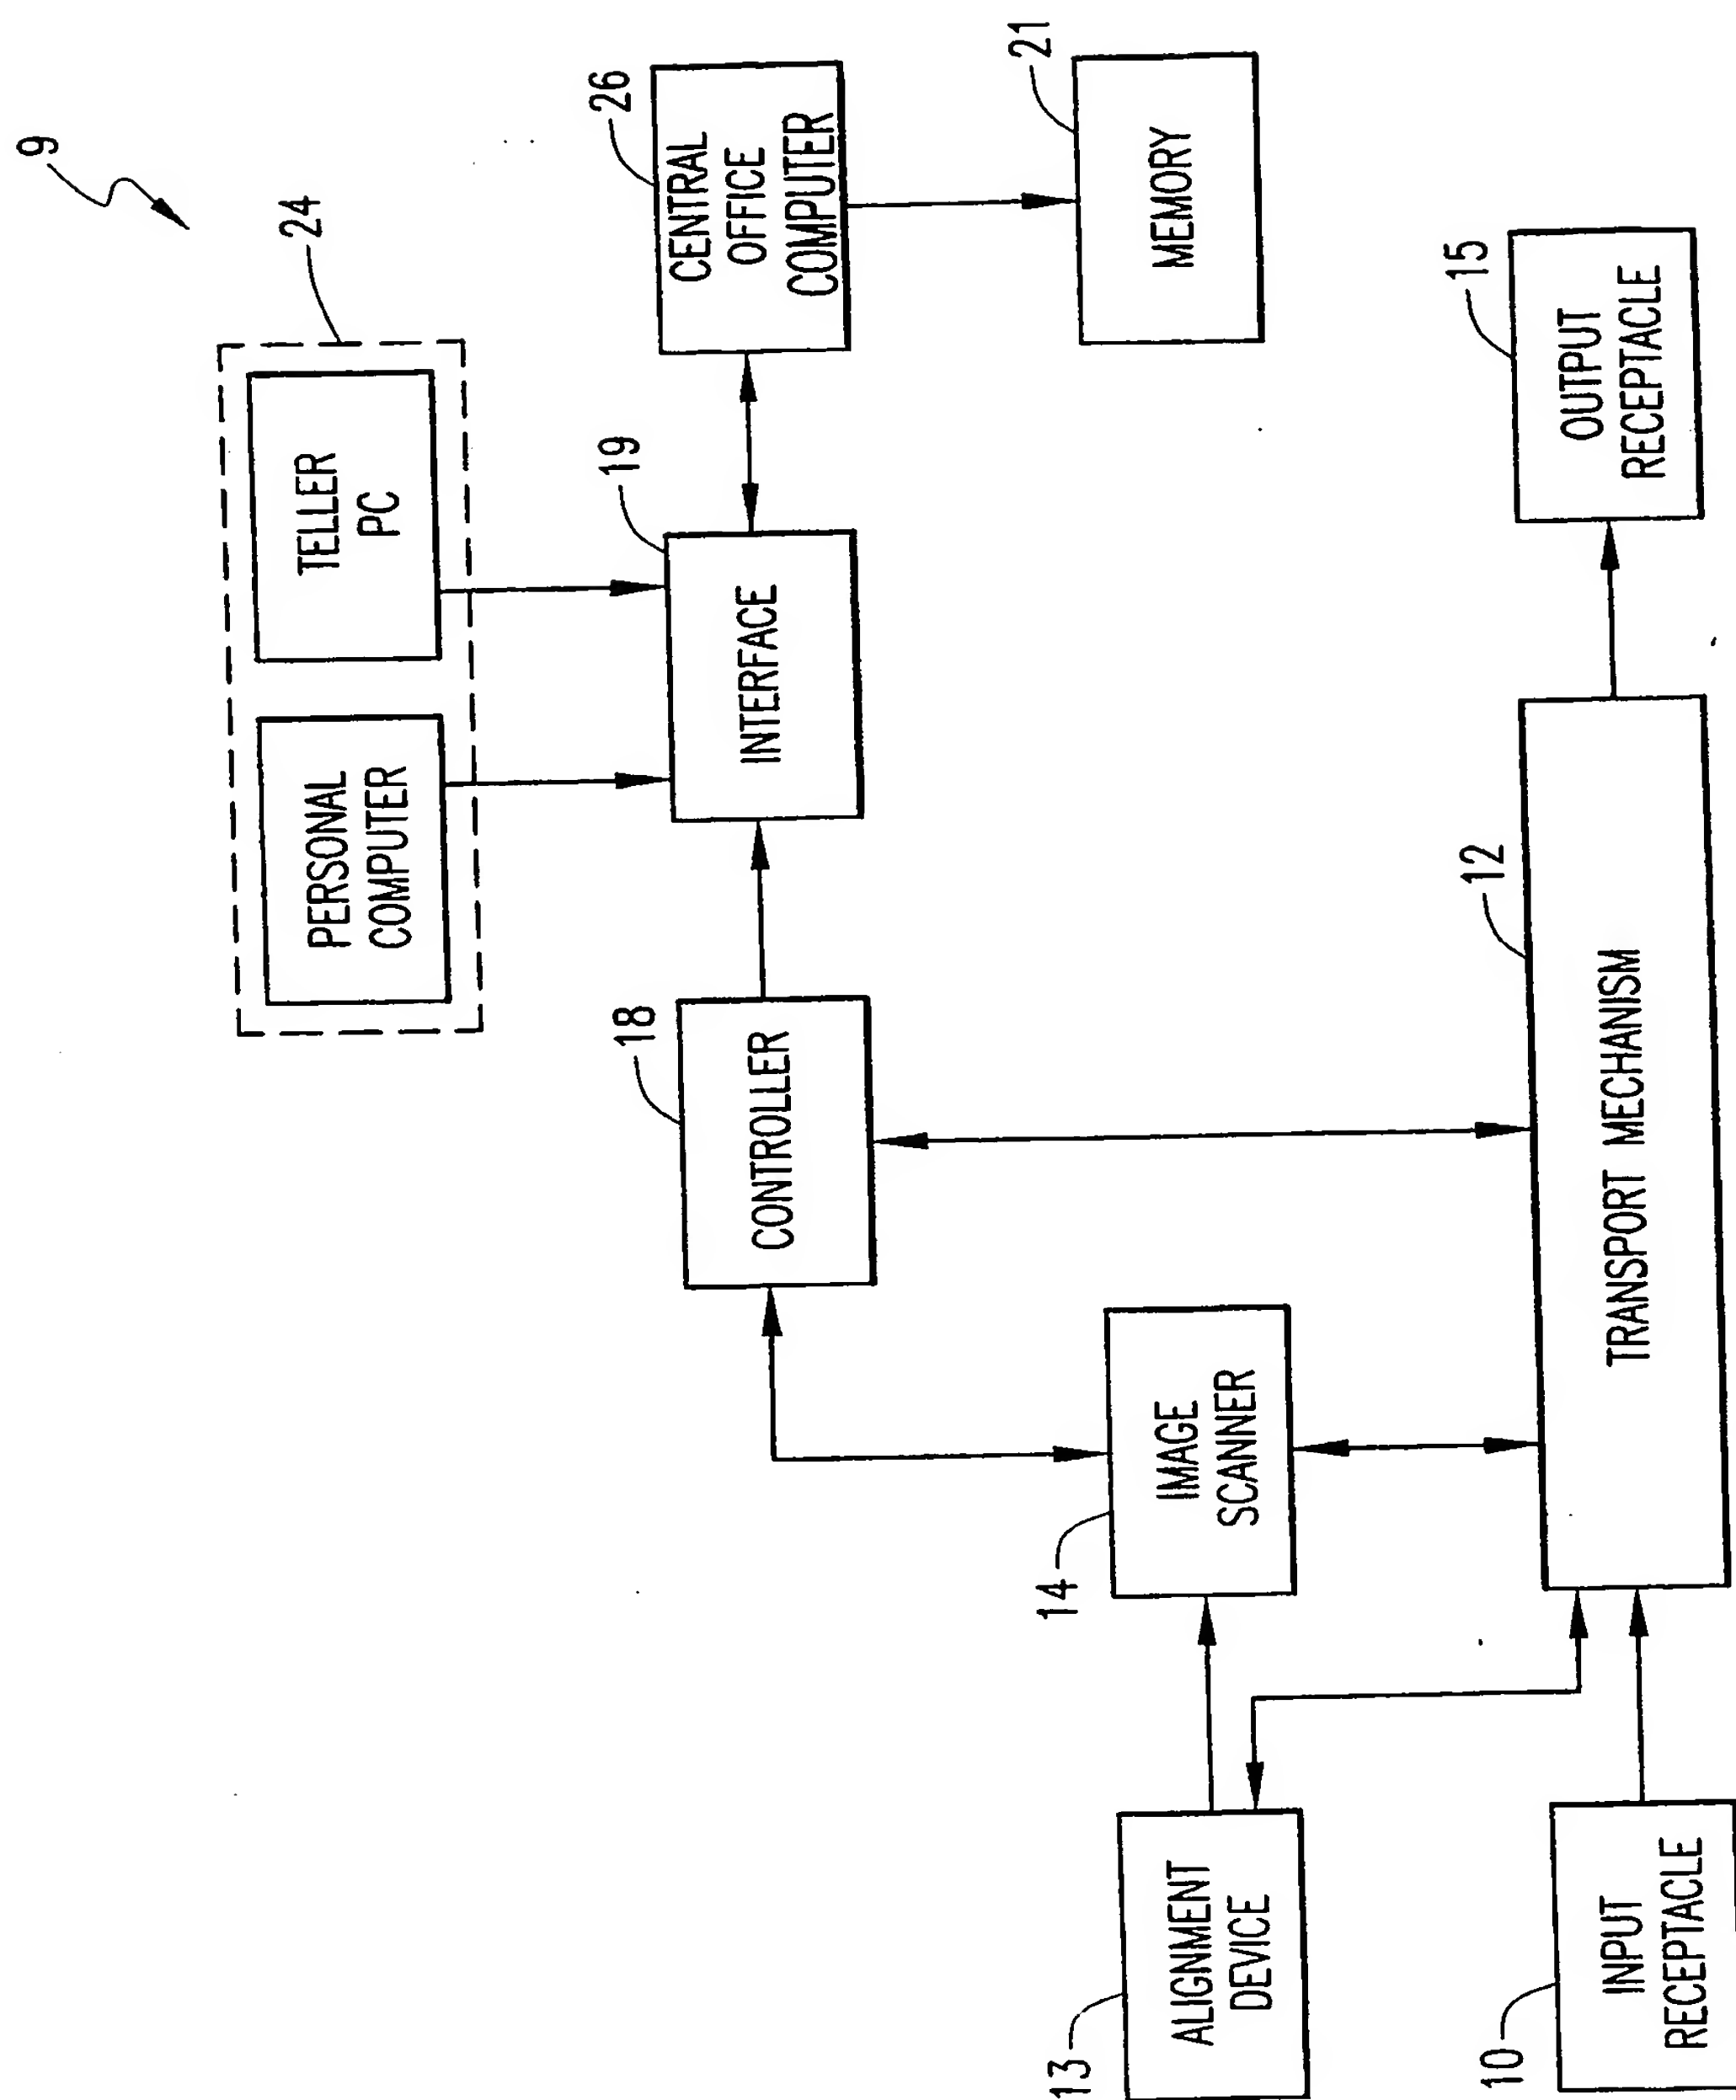 9
24
PERSONAL
COMPUTER
TELLER
PC
18
CONTROLLER
19
INTERFACE
26
CENTRAL
OFFICE
COMPUTER
21
MEMORY
14
IMAGE
SCANNER
13
ALIGNMENT
DEVICE
10
INPUT
RECEPTACLE
12
TRANSPORT MECHANISM
15
OUTPUT
RECEPTACLE